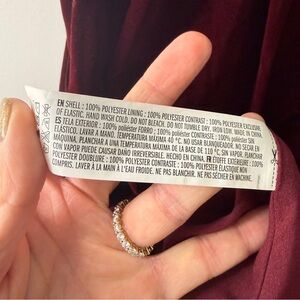 EN SHELL : 100% POLYESTER LINING : 100% POLYESTER CONTRAST : 100% POLYESTER EXCLUSIVE
OF ELASTIC. HAND WASH COLD. DO NOT BLEACH. DO NOT TUMBLE DRY. IRON LOW. MADE IN CHINA.
ES TELA EXTERIOR : 100% poliéster FORRO : 100% poliéster CONTRASTE : 100% poliéster
ELÁSTICO. LAVAR A MANO. TEMPERATURA MÁXIMA 40 °C. NO USAR BLANQUEADOR. NO SECAR EN
MÁQUINA. PLANCHAR A UNA TEMPERATURA MÁXIMA DE LA BASE DE 110 °C, SIN VAPOR. PLANCHAR
CON VAPOR PUEDE CAUSAR DAÑO IRREVERSIBLE. HECHO EN CHINA. FR ÉTOFFE EXTÉRIEURE : 100%
POLYESTER DOUBLURE : 100% POLYESTER CONTRASTE : 100% POLYESTER ELASTIQUE NON
COMPRIS. LAVER À LA MAIN À L'EAU FROIDE. NE PAS BLANCHIR. NE PAS SÉCHER EN MACHINE.